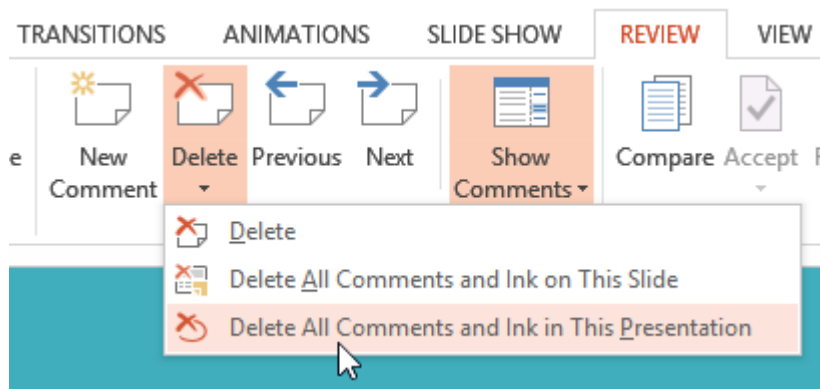 TRANSITIONS ANIMATIONS SLIDE SHOW REVIEW VIEW
e New Delete Previous Next Show Compare Accept
Comment Comments
Delete
Delete All Comments and Ink on This Slide
Delete All Comments and Ink in This Presentation